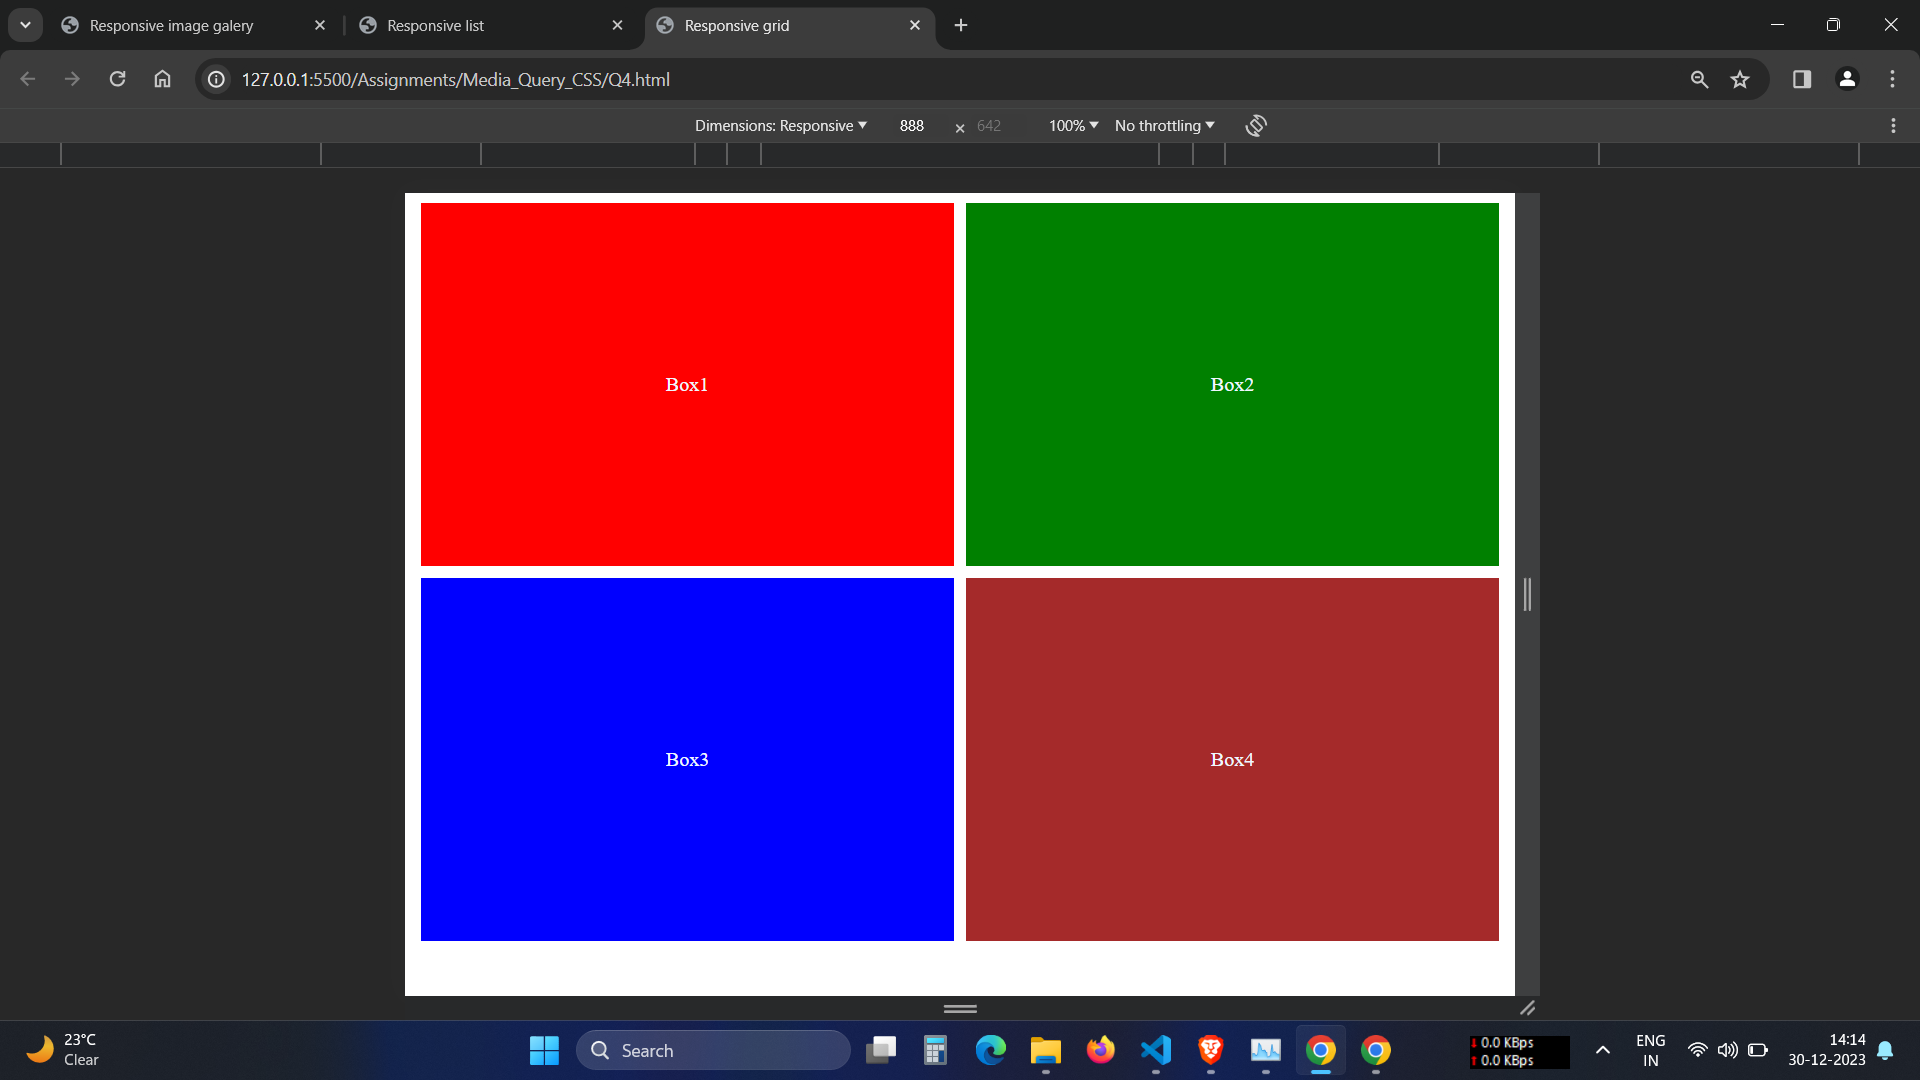 Responsive image galery
Responsive list
Responsive grid
127.0.0.1:5500/Assignments/Media_Query_CSS/Q4.html
Dimensions: Responsive 888 × 642 100% No throttling
Box1
Box2
Box3
Box4
23°C
Clear
Search
0.0 KBps
0.0 KBps
ENG
IN
14:14
30-12-2023